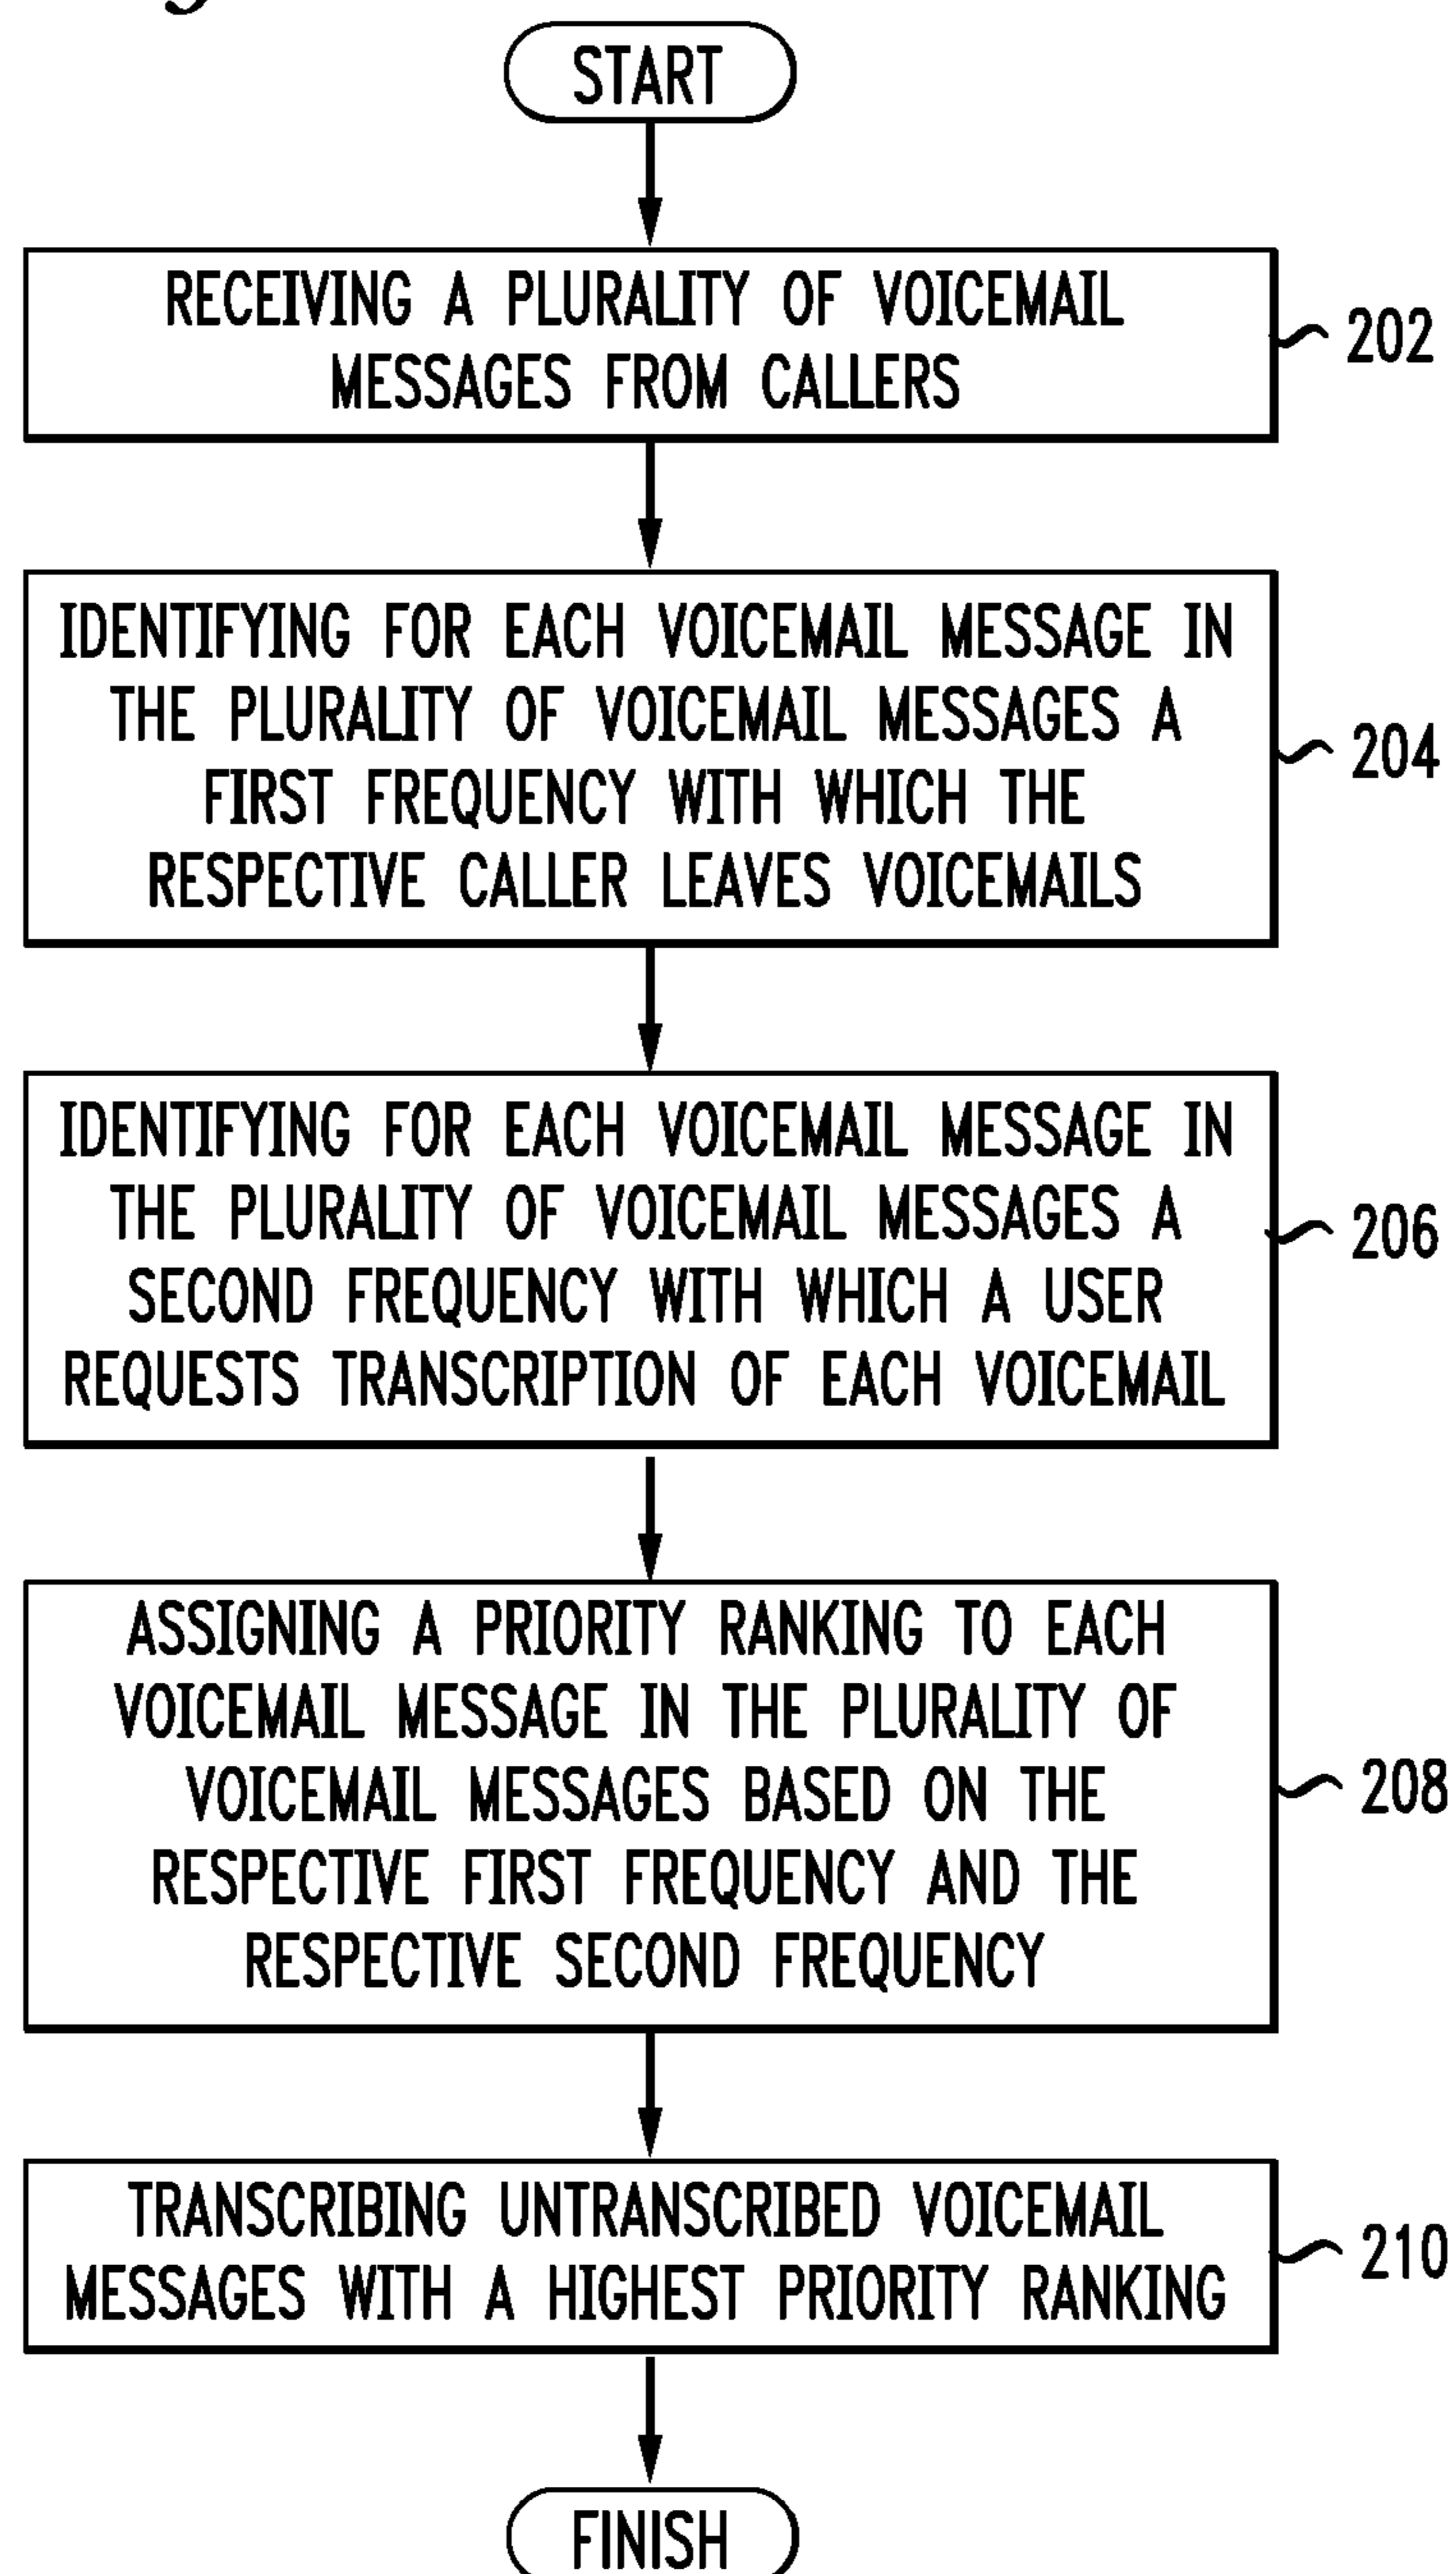 START
RECEIVING A PLURALITY OF VOICEMAIL
MESSAGES FROM CALLERS
202
IDENTIFYING FOR EACH VOICEMAIL MESSAGE IN
THE PLURALITY OF VOICEMAIL MESSAGES A
FIRST FREQUENCY WITH WHICH THE
RESPECTIVE CALLER LEAVES VOICEMAILS
204
IDENTIFYING FOR EACH VOICEMAIL MESSAGE IN
THE PLURALITY OF VOICEMAIL MESSAGES A
SECOND FREQUENCY WITH WHICH A USER
REQUESTS TRANSCRIPTION OF EACH VOICEMAIL
206
ASSIGNING A PRIORITY RANKING TO EACH
VOICEMAIL MESSAGE IN THE PLURALITY OF
VOICEMAIL MESSAGES BASED ON THE
RESPECTIVE FIRST FREQUENCY AND THE
RESPECTIVE SECOND FREQUENCY
208
TRANSCRIBING UNTRANSCRIBED VOICEMAIL
MESSAGES WITH A HIGHEST PRIORITY RANKING
210
FINISH